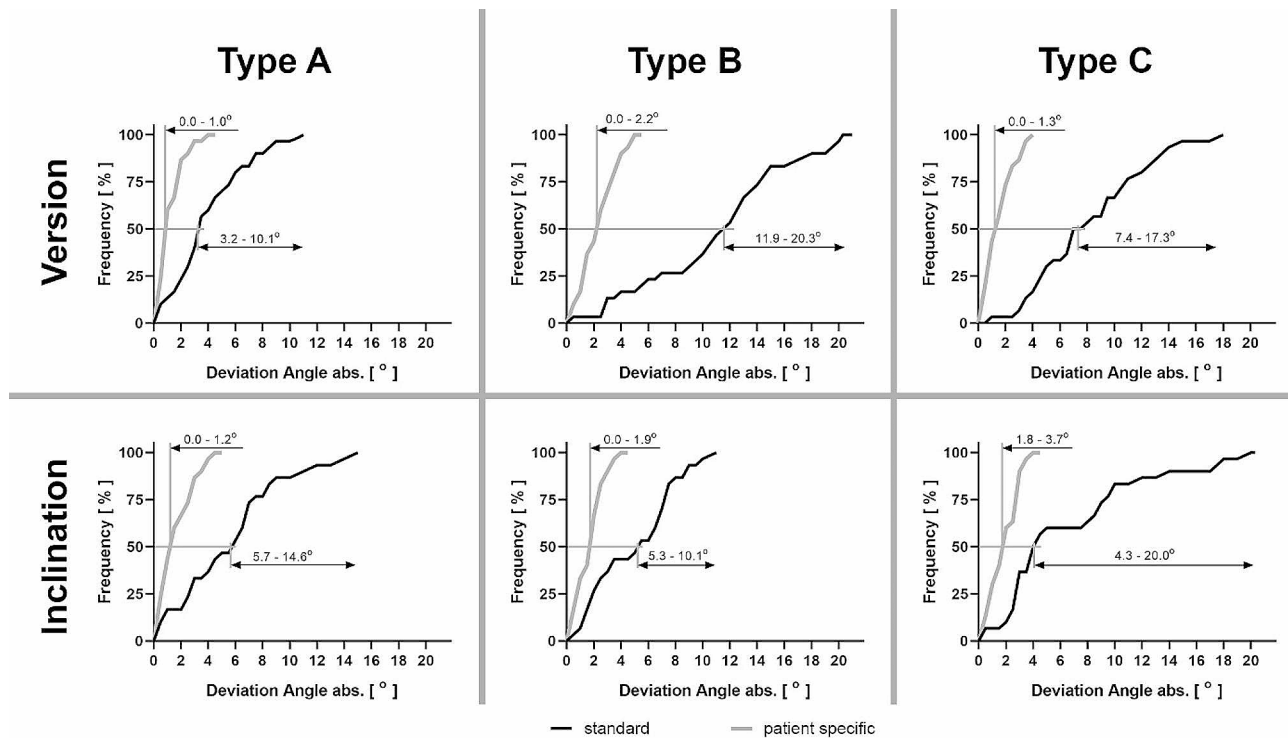 Type A
Type B
Type C
Version
Frequency [ % ]
100
75
50
25
0
0.0 - 1.0°
3.2 - 10.1°
0 2 4 6 8 10 12 14 16 18 20
Deviation Angle abs. [ ° ]
Frequency [ % ]
100
75
50
25
0
0.0 - 2.2°
11.9 - 20.3°
0 2 4 6 8 10 12 14 16 18 20
Deviation Angle abs. [ ° ]
Frequency [ % ]
100
75
50
25
0
0.0 - 1.3°
7.4 - 17.3°
0 2 4 6 8 10 12 14 16 18 20
Deviation Angle abs. [ ° ]
Inclination
Frequency [ % ]
100
75
50
25
0
0.0 - 1.2°
5.7 - 14.6°
0 2 4 6 8 10 12 14 16 18 20
Deviation Angle abs. [ ° ]
Frequency [ % ]
100
75
50
25
0
0.0 - 1.9°
5.3 - 10.1°
0 2 4 6 8 10 12 14 16 18 20
Deviation Angle abs. [ ° ]
Frequency [ % ]
100
75
50
25
0
1.8 - 3.7°
4.3 - 20.0°
0 2 4 6 8 10 12 14 16 18 20
Deviation Angle abs. [ ° ]
standard patient specific